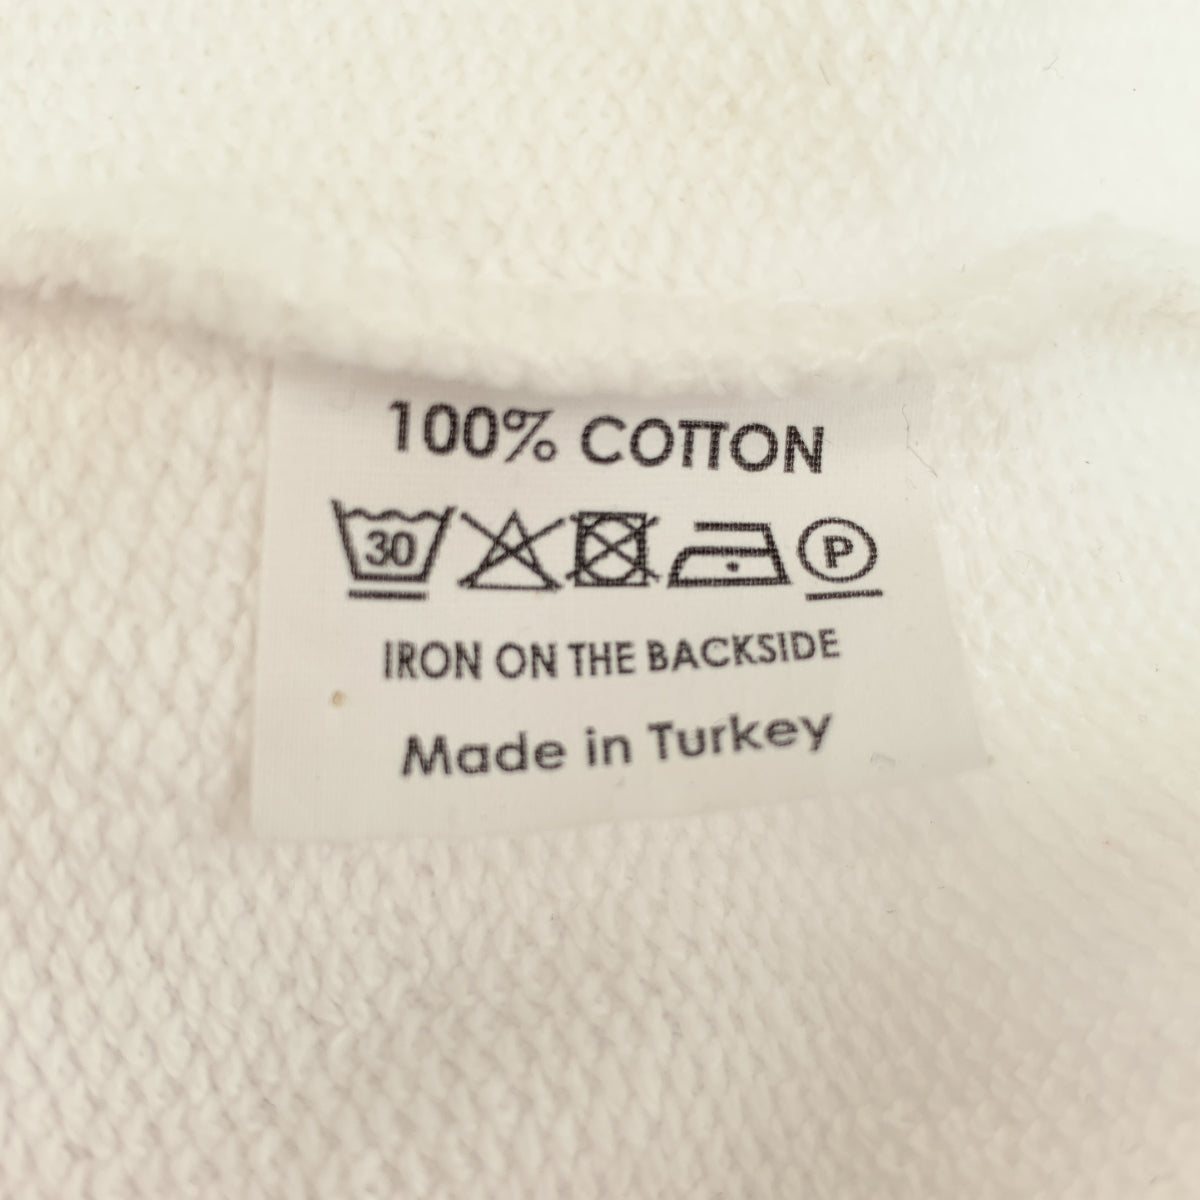 100% COTTON
30 P
IRON ON THE BACKSIDE
Made in Turkey